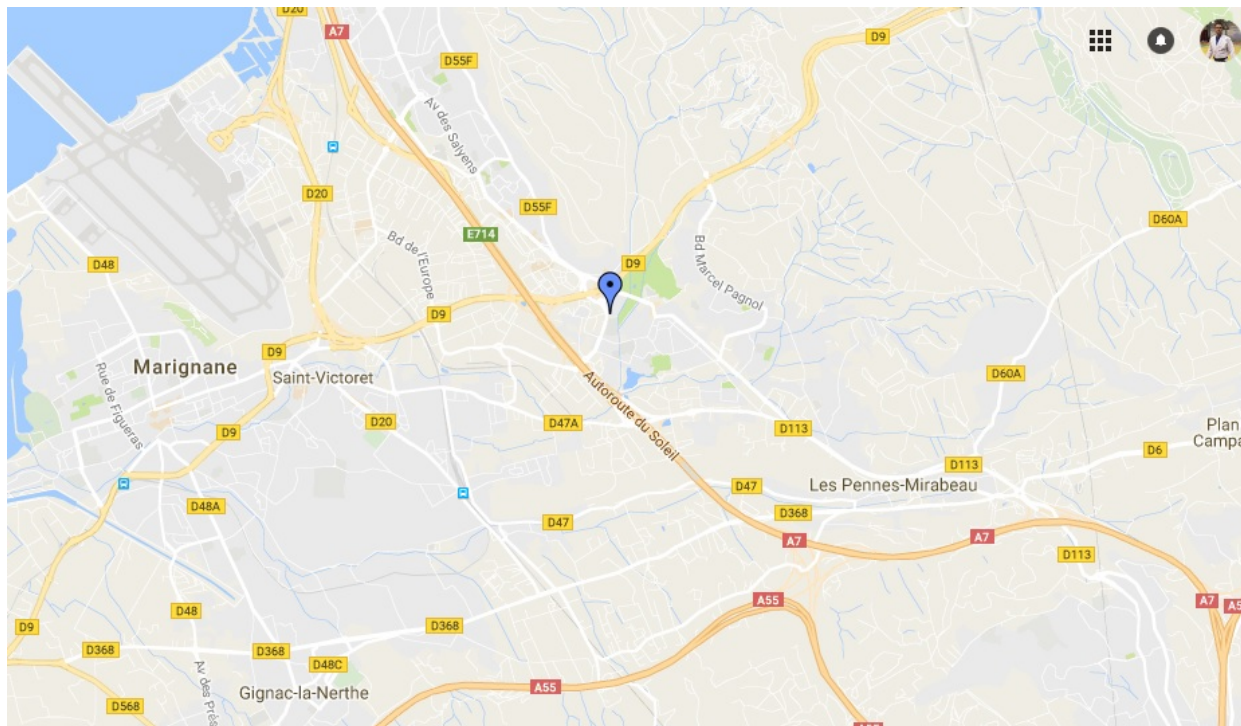 D20
A7
D9
D55F
Av des Salyens
D20
D55F
D60A
E714
Bd de l'Europe
D48
D9
Bd Marcel Pagnol
D9
D9
Marignane
Saint-Victoret
Rue de Figueras
Autoroute du Soleil
D60A
D20
D47A
D113
D9
Plan
Campa
D6
D113
Les Pennes-Mirabeau
D47
D48A
D368
D47
A7
A7
D113
A55
A7
A5
D48
D9
D368
D368
D368
D48C
Av des Prés
Gignac-la-Nerthe
A55
D568